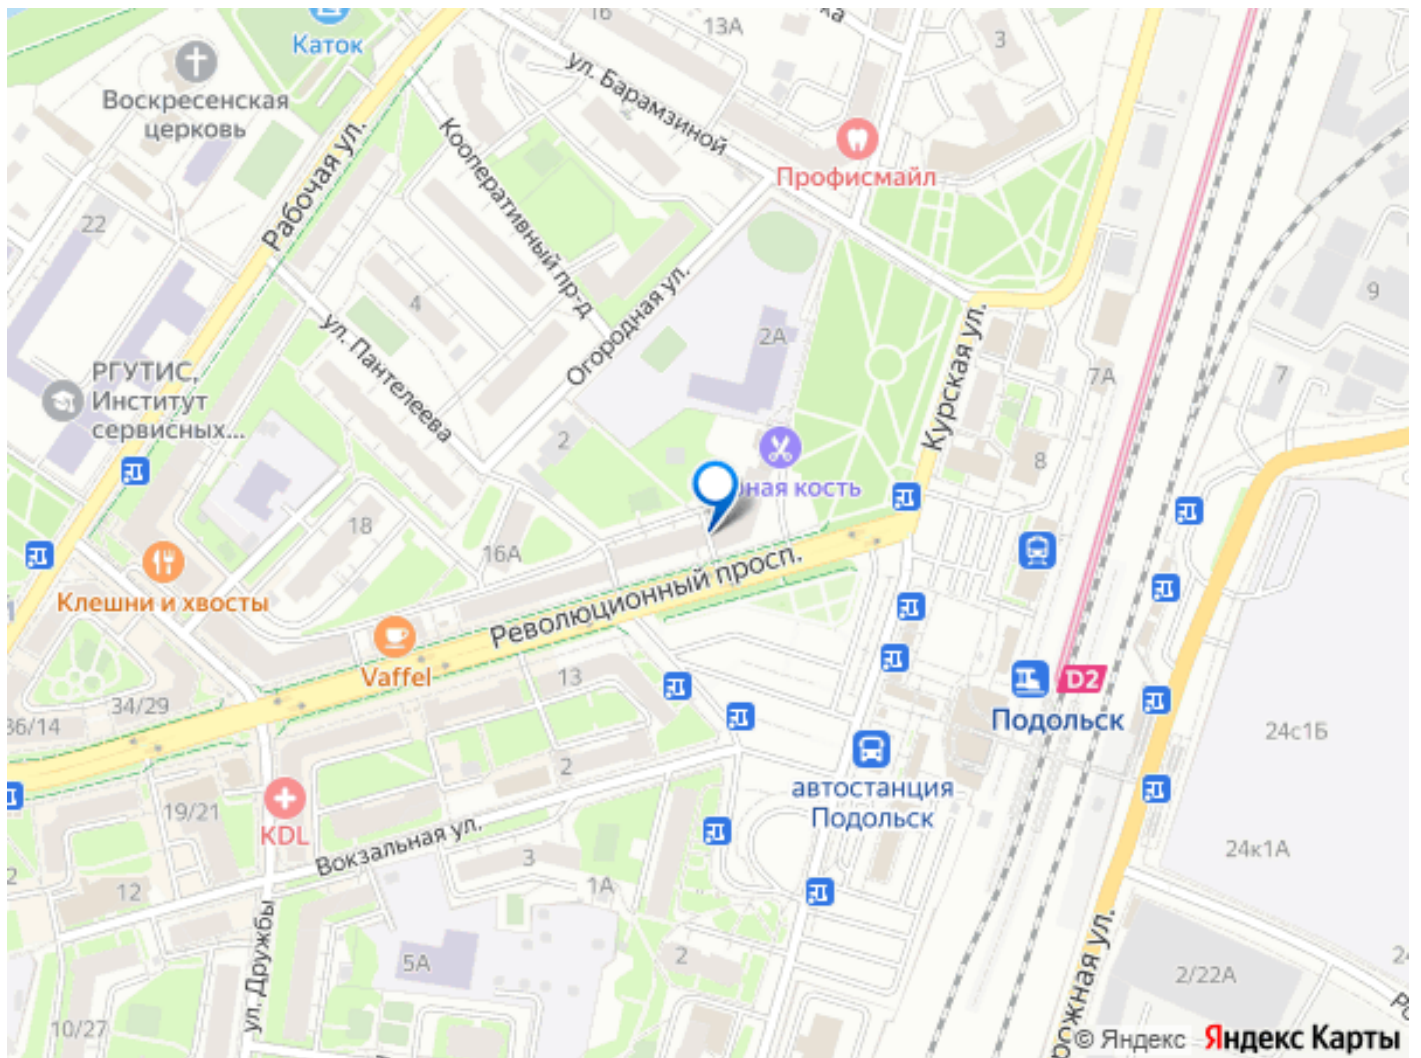 16
13А
3
Каток
ул. Барамзиной
Воскресенская
церковь
Рабочая ул.
Кооперативный пр-д
Профисмайл
22
4
Огородная ул.
2А
9
ул. Пантелеева
Курская ул.
7А
7
РГУТИС,
Институт
сервисных...
2
8
ная кость
18
16А
Революционный просп.
Клешни и хвосты
Vaffel
13
34/29
36/14
D2
Подольск
24с1Б
2
автостанция
Подольск
19/21
KDL
Вокзальная ул.
3
24к1А
12
1А
2
ул. Дружбы
5А
2
2/22А
10/27
© Яндекс
Яндекс Карты